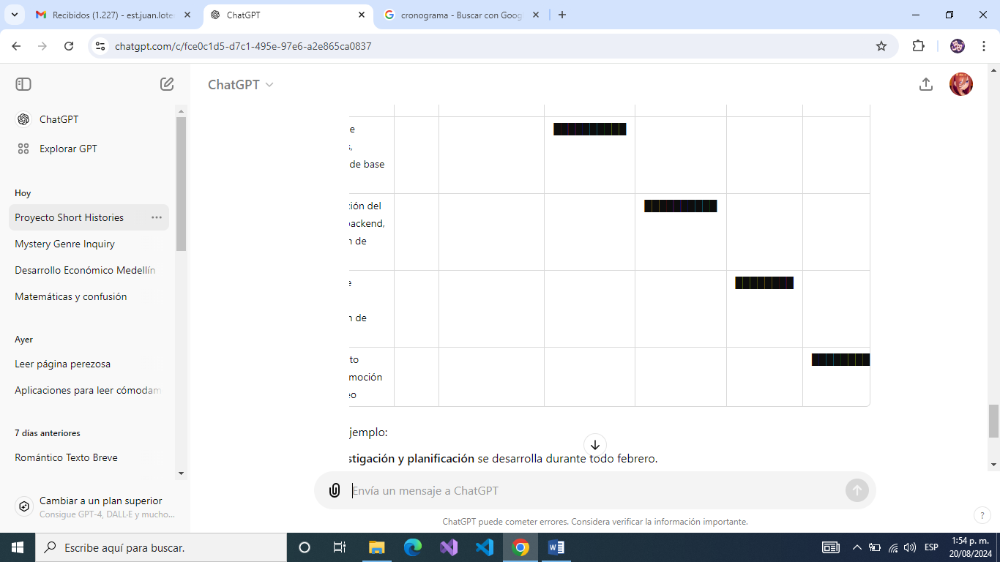 Recibidos (1.227) - est.juan.lote
ChatGPT
cronograma - Buscar con Goog
chatgpt.com/c/fce0c1d5-d7c1-495e-97e6-a2e865ca0837
ChatGPT
ChatGPT
Explorar GPT
Hoy
Proyecto Short Histories
Mystery Genre Inquiry
Desarrollo Económico Medellín
Matemáticas y confusión
Ayer
Leer página perezosa
Aplicaciones para leer cómodam
7 días anteriores
Romántico Texto Breve
Cambiar a un plan superior
Consigue GPT-4, DALL·E y mucho...
e
s,
de base
ción del
backend,
n de
e
n de
to
moción
eo
jemplo:
stigación y planificación se desarrolla durante todo febrero.
Envía un mensaje a ChatGPT
ChatGPT puede cometer errores. Considera verificar la información importante.
?
Escribe aquí para buscar.
ESP
1:54 p. m.
20/08/2024